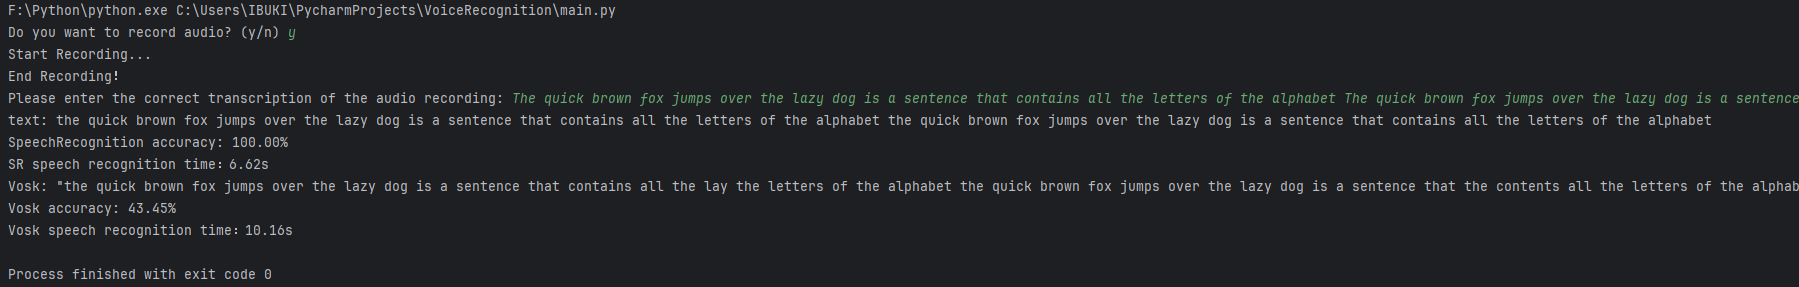 F:\Python\python.exe C:\Users\IBUKI\PycharmProjects\VoiceRecognition\main.py
Do you want to record audio? (y/n) y
Start Recording...
End Recording!
Please enter the correct transcription of the audio recording: The quick brown fox jumps over the lazy dog is a sentence that contains all the letters of the alphabet The quick brown fox jumps over the lazy dog is a sentence
text: the quick brown fox jumps over the lazy dog is a sentence that contains all the letters of the alphabet the quick brown fox jumps over the lazy dog is a sentence that contains all the letters of the alphabet
SpeechRecognition accuracy: 100.00%
SR speech recognition time：6.62s
Vosk: "the quick brown fox jumps over the lazy dog is a sentence that contains all the lay the letters of the alphabet the quick brown fox jumps over the lazy dog is a sentence that the contents all the letters of the alphab
Vosk accuracy: 43.45%
Vosk speech recognition time：10.16s
Process finished with exit code 0